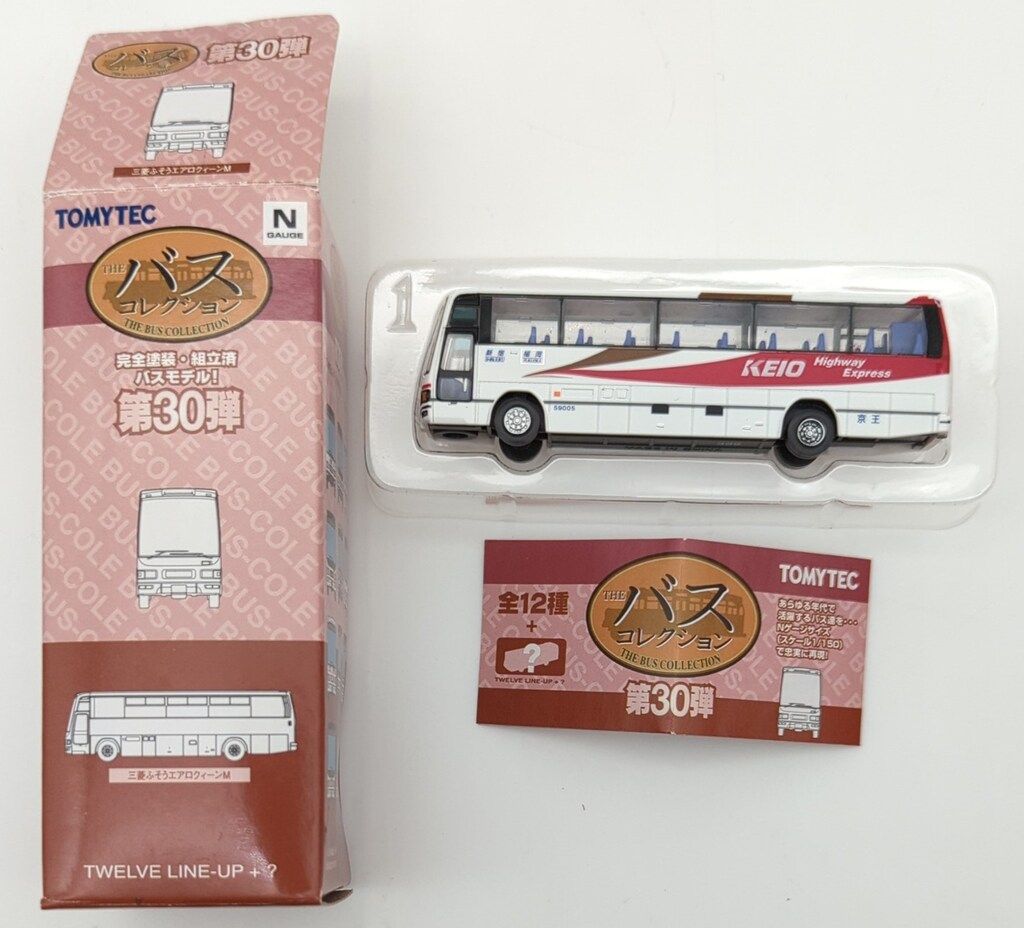 バス
第30弾
THE BUS COLLECTION
三菱ふそうエアロクィーンM
TOMYTEC
N
GAUGE
THE
バス
コレクション
THE BUS COLLECTION
完全塗装・組立済
バスモデル!
第30弾
BUS-COLE
三菱ふそうエアロクィーンM
TWELVE LINE-UP + ?
1
新宿 福岡
KEIO Highway
Express
59005
京王
TOMYTEC
全12種
+
?
TWELVE LINE-UP + ?
THE
バス
コレクション
THE BUS COLLECTION
第30弾
あらゆる年代で
活躍するバス達を・・・
Nゲージサイズ
(スケール1/150)
で忠実に再現!